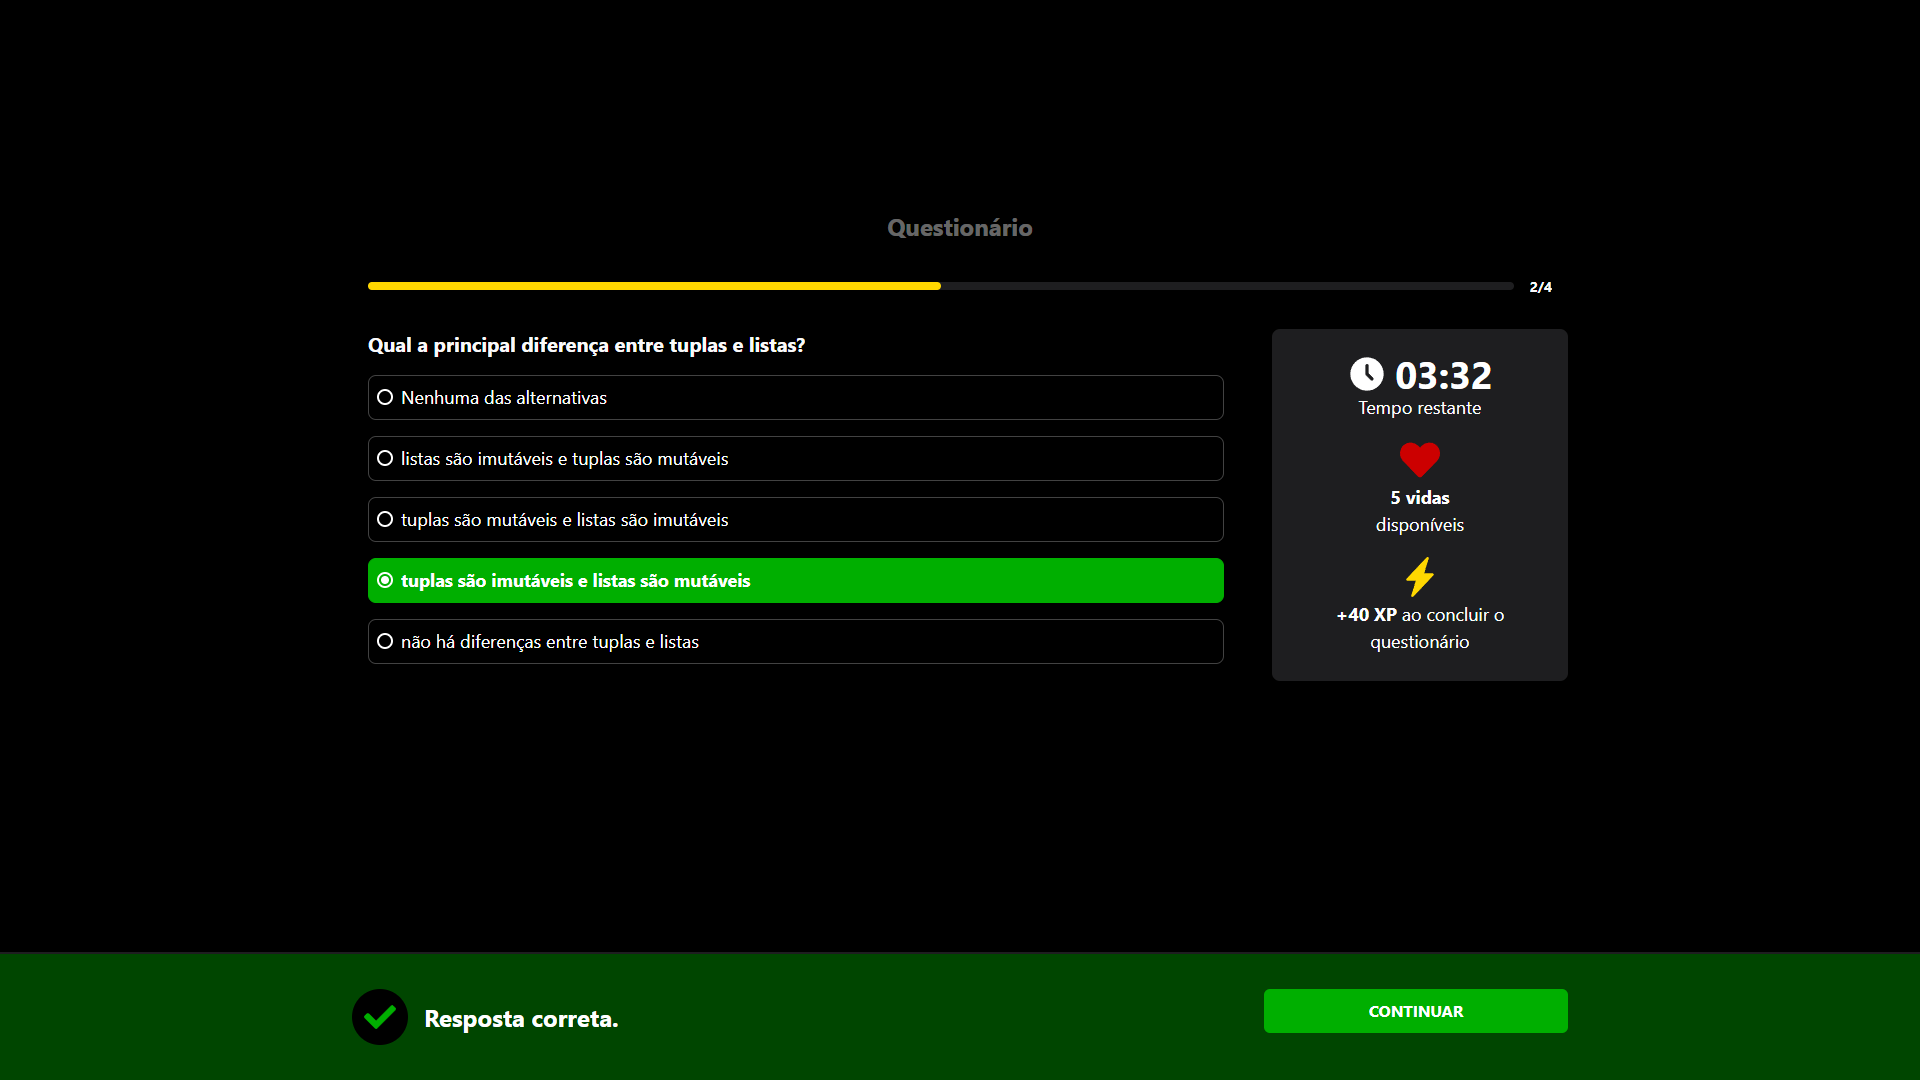 Questionário
2/4
Qual a principal diferença entre tuplas e listas?
Nenhuma das alternativas
listas são imutáveis e tuplas são mutáveis
tuplas são mutáveis e listas são imutáveis
tuplas são imutáveis e listas são mutáveis
não há diferenças entre tuplas e listas
03:32
Tempo restante
5 vidas
disponíveis
+40 XP ao concluir o
questionário
Resposta correta.
CONTINUAR